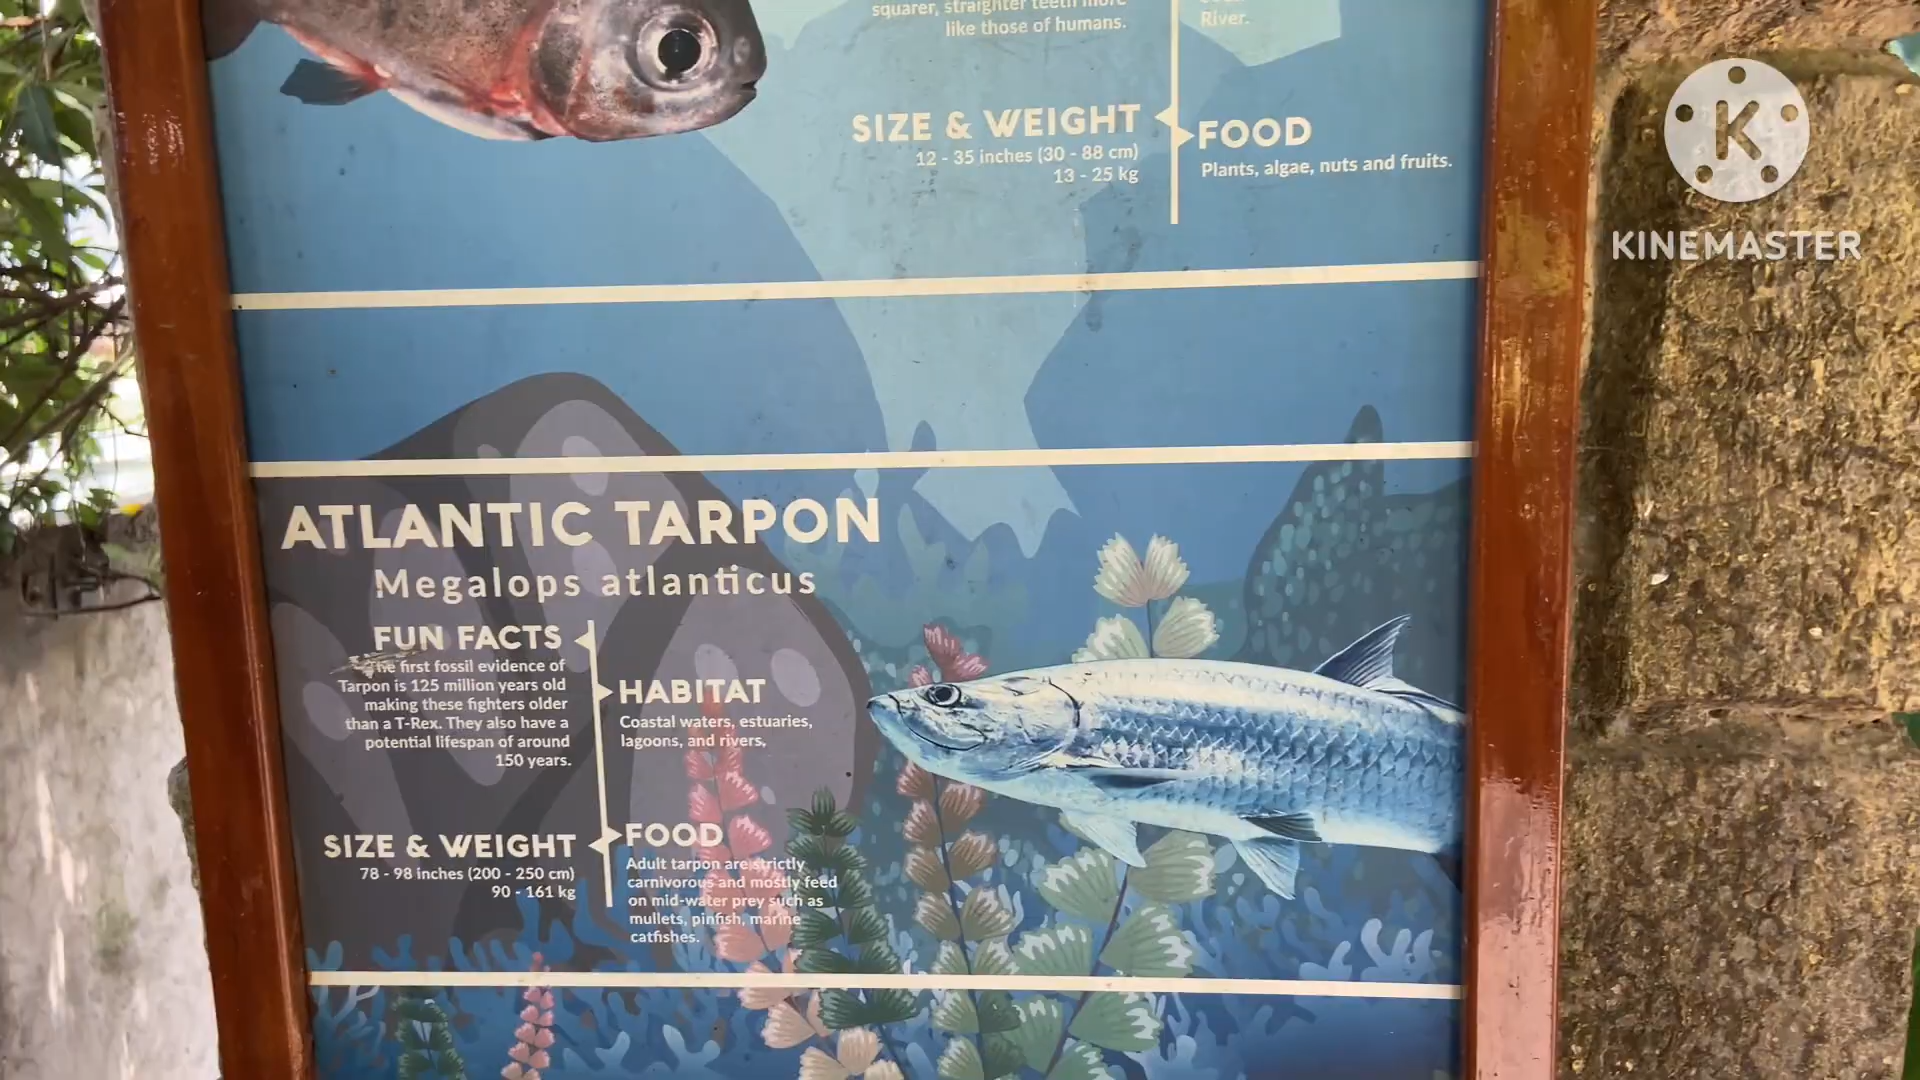 squarer, straighter teeth more
like those of humans.
River.
SIZE & WEIGHT
12 - 35 inches (30 - 88 cm)
13 - 25 kg
FOOD
Plants, algae, nuts and fruits.
K
KINEMASTER
ATLANTIC TARPON
Megalops atlanticus
FUN FACTS
The first fossil evidence of
Tarpon is 125 million years old
making these fighters older
than a T-Rex. They also have a
potential lifespan of around
150 years.
HABITAT
Coastal waters, estuaries,
lagoons, and rivers.
SIZE & WEIGHT
78 - 98 inches (200 - 250 cm)
90 - 161 kg
FOOD
Adult tarpon are strictly
carnivorous and mostly feed
on mid-water prey such as
mullets, pinfish, marine
catfishes.